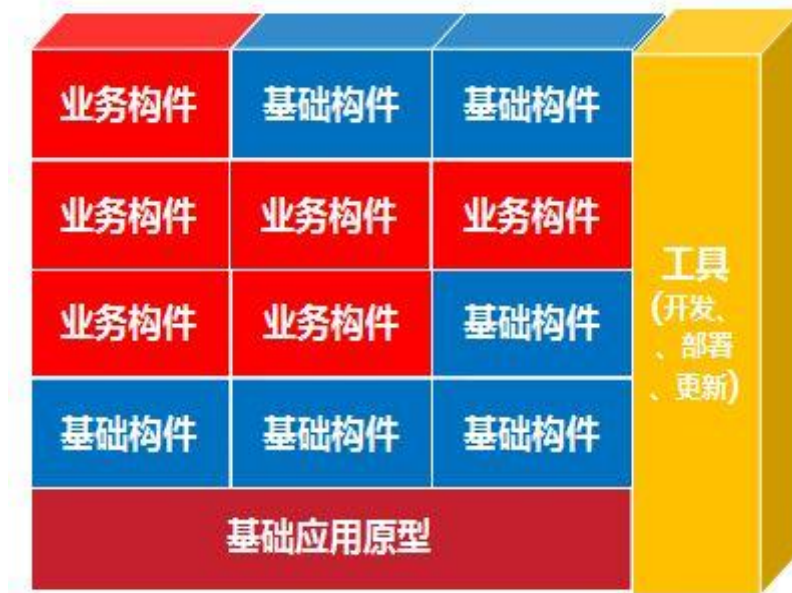 业务构件 基础构件 基础构件
业务构件 业务构件 业务构件
业务构件 业务构件 基础构件
基础构件 基础构件 基础构件
基础应用原型
工具
(开发、
、部署
、更新)